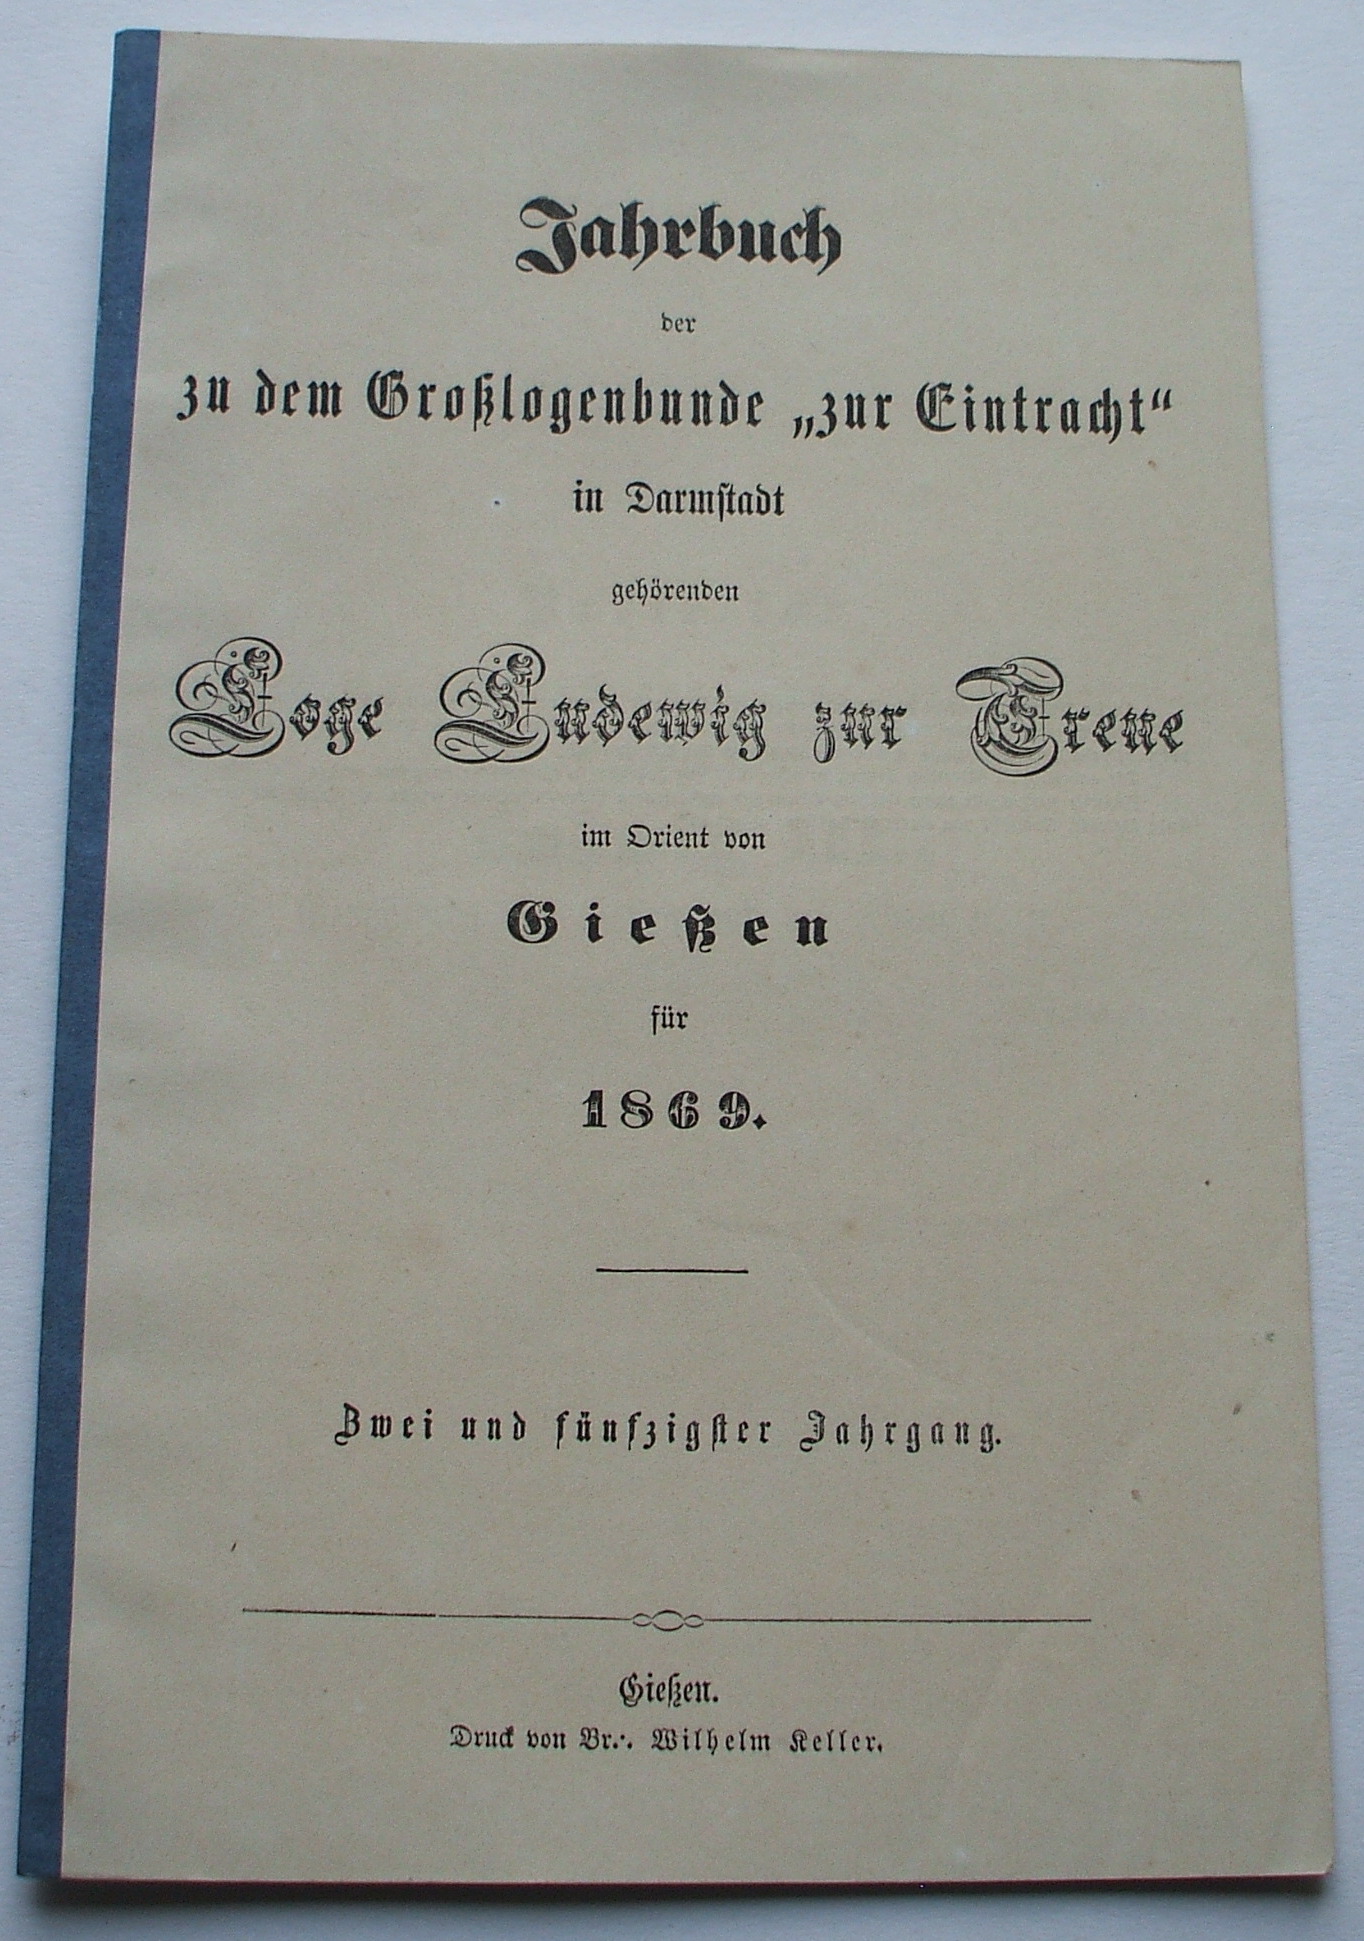 Jahrbuch
der
zu dem Großlogenbunde „zur Eintracht“
in Darmstadt
gehörenden
Loge Ludewig zur Treue
im Orient von
Gießen
für
1869.
Zwei und fünfzigster Jahrgang.
Gießen.
Druck von Br.·. Wilhelm Keller.